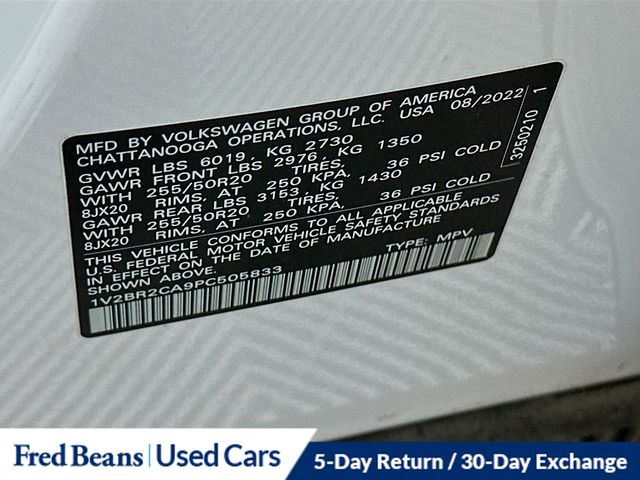 MFD BY VOLKSWAGEN GROUP OF AMERICA
CHATTANOOGA OPERATIONS, LLC. USA 08/2022
GVWR LBS 6019, KG 2730
GAWR FRONT LBS 2976, KG 1350
WITH 255/50R20 TIRES,
8JX20 RIMS, AT 250 KPA, 36 PSI COLD
GAWR REAR LBS 3153, KG 1430
WITH 255/50R20 TIRES,
8JX20 RIMS, AT 250 KPA, 36 PSI COLD
THIS VEHICLE CONFORMS TO ALL APPLICABLE
U.S. FEDERAL MOTOR VEHICLE SAFETY STANDARDS
IN EFFECT ON THE DATE OF MANUFACTURE
1V2BR2CA9PC505833 TYPE: MPV
3250210 1
Fred Beans | Used Cars
5-Day Return / 30-Day Exchange